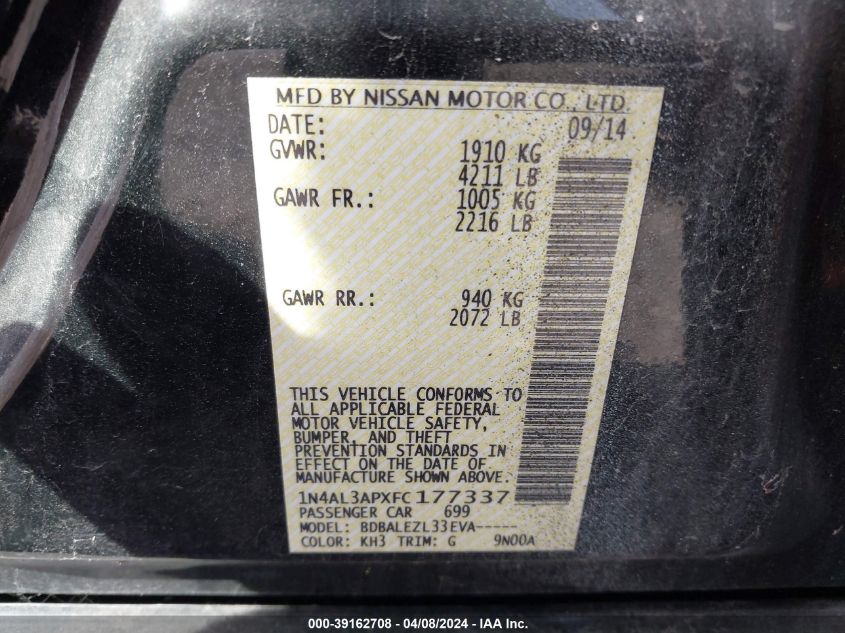 MFD BY NISSAN MOTOR CO., LTD.
DATE: 09/14
GVWR: 1910 KG
4211 LB
GAWR FR.: 1005 KG
2216 LB
GAWR RR.: 940 KG
2072 LB
THIS VEHICLE CONFORMS TO
ALL APPLICABLE FEDERAL
MOTOR VEHICLE SAFETY,
BUMPER, AND THEFT
PREVENTION STANDARDS IN
EFFECT ON THE DATE OF
MANUFACTURE SHOWN ABOVE.
1N4AL3APXFC177337
PASSENGER CAR 699
MODEL: BDBALEZL33EVA-----
COLOR: KH3 TRIM: G 9N00A
000-39162708 - 04/08/2024 - IAA Inc.